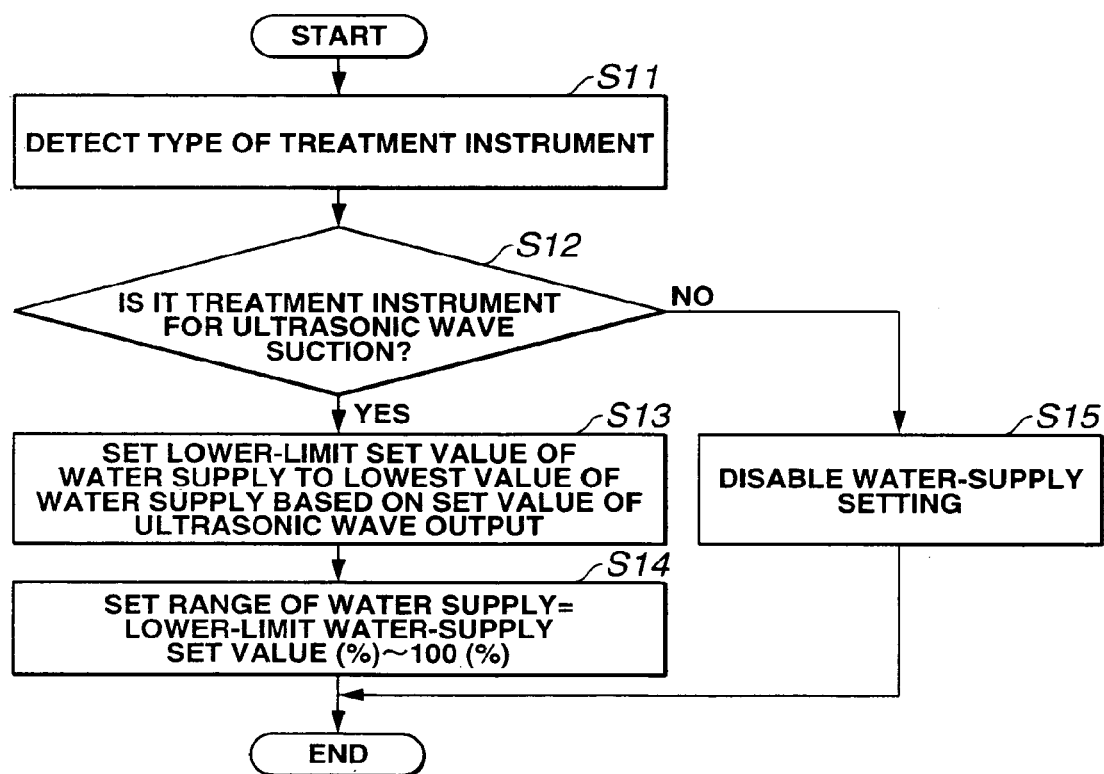 START
S11
DETECT TYPE OF TREATMENT INSTRUMENT
S12
IS IT TREATMENT INSTRUMENT
FOR ULTRASONIC WAVE
SUCTION?
NO
YES
S13
SET LOWER-LIMIT SET VALUE OF
WATER SUPPLY TO LOWEST VALUE OF
WATER SUPPLY BASED ON SET VALUE OF
ULTRASONIC WAVE OUTPUT
S15
DISABLE WATER-SUPPLY
SETTING
S14
SET RANGE OF WATER SUPPLY=
LOWER-LIMIT WATER-SUPPLY
SET VALUE (%)~100 (%)
END